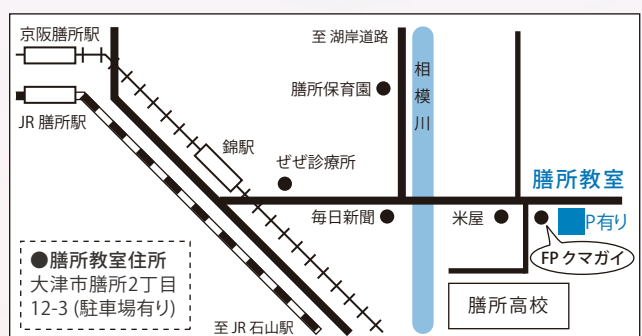 京阪膳所駅
至 湖岸道路
相模川
膳所保育園
JR 膳所駅
錦駅
ぜぜ診療所
膳所教室
毎日新聞
米屋
P有り
FP クマガイ
●膳所教室住所
大津市膳所2丁目
12-3 (駐車場有り)
膳所高校
至 JR 石山駅